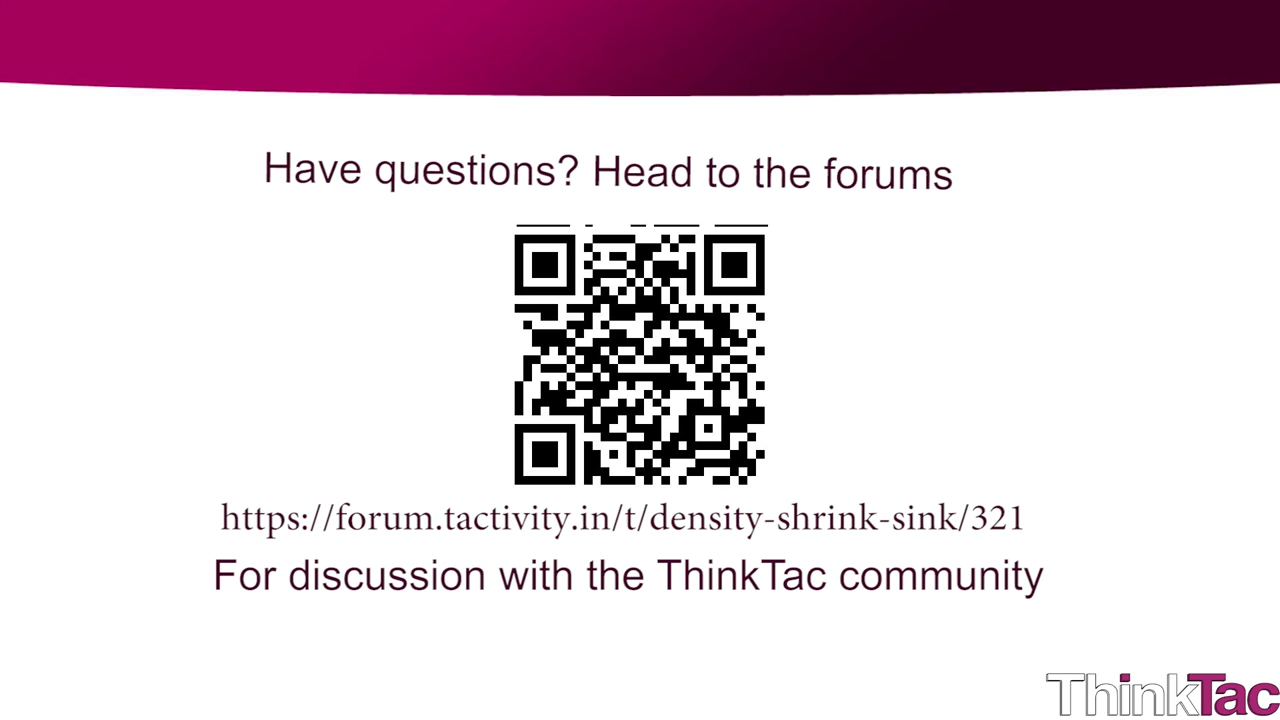 Have questions? Head to the forums
https://forum.tactivity.in/t/density-shrink-sink/321
For discussion with the ThinkTac community
ThinkTac